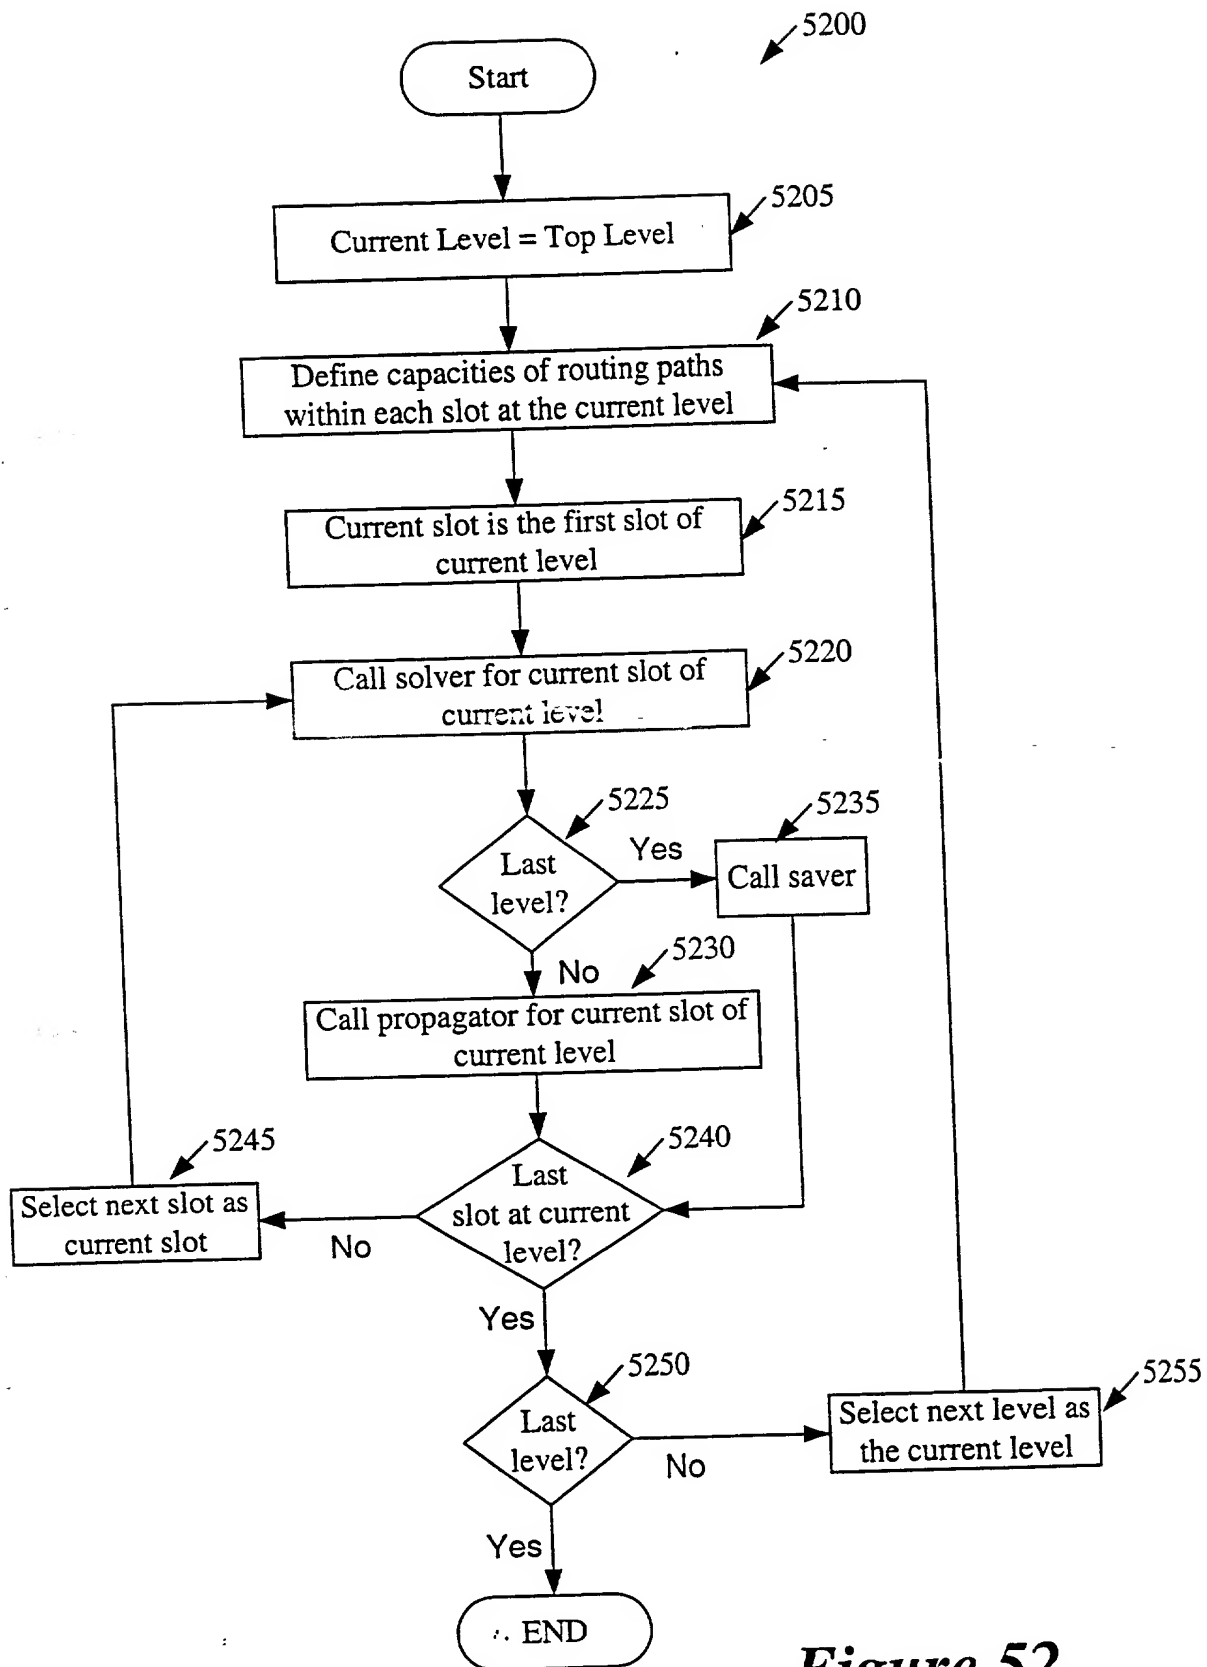 5200
Start
5205
Current Level = Top Level
5210
Define capacities of routing paths
within each slot at the current level
5215
Current slot is the first slot of
current level
5220
Call solver for current slot of
current level
5225
5235
Last
level?
Yes
Call saver
No
5230
Call propagator for current slot of
current level
5245
5240
Select next slot as
current slot
Last
slot at current
level?
No
Yes
5250
5255
Last
level?
No
Select next level as
the current level
Yes
END
Figure 52